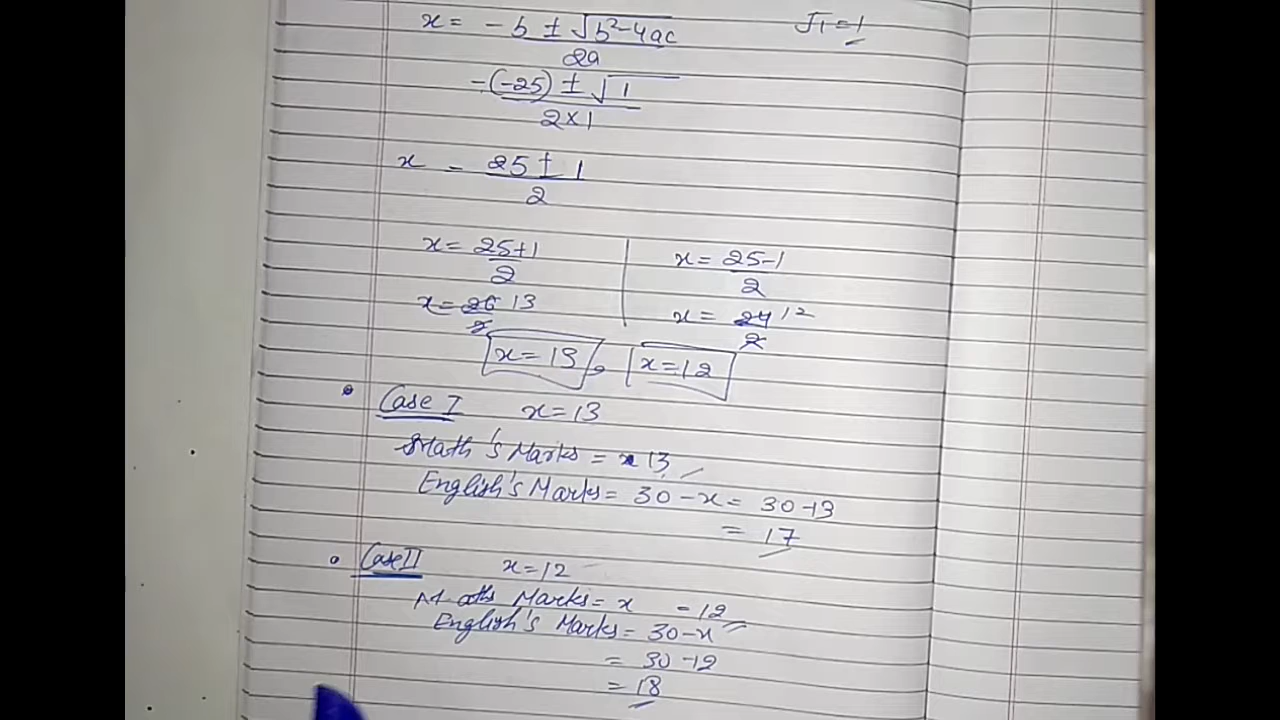 x = -b ± √b²-4ac
2a
√1 = 1
-(-25) ± √1
2×1
x = 25 ± 1
2
x = 25+1
2
x = 26 13
2
x = 25-1
2
x = 24 12
2
x = 13, x = 12
• Case I x = 13
Math's Marks = x 13
English's Marks = 30 - x = 30 - 13
= 17
• Case II x = 12
Maths Marks = x = 12
English's Marks = 30 - x
= 30 - 12
= 18